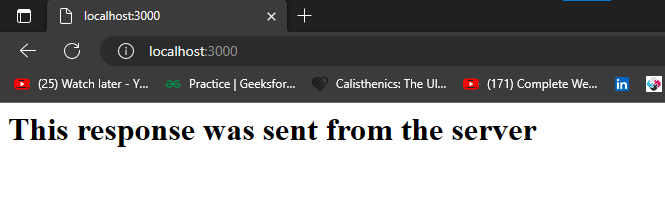 localhost:3000
localhost:3000
(25) Watch later - Y... Practice | Geeksfor... Calisthenics: The Ul... (171) Complete We...
This response was sent from the server